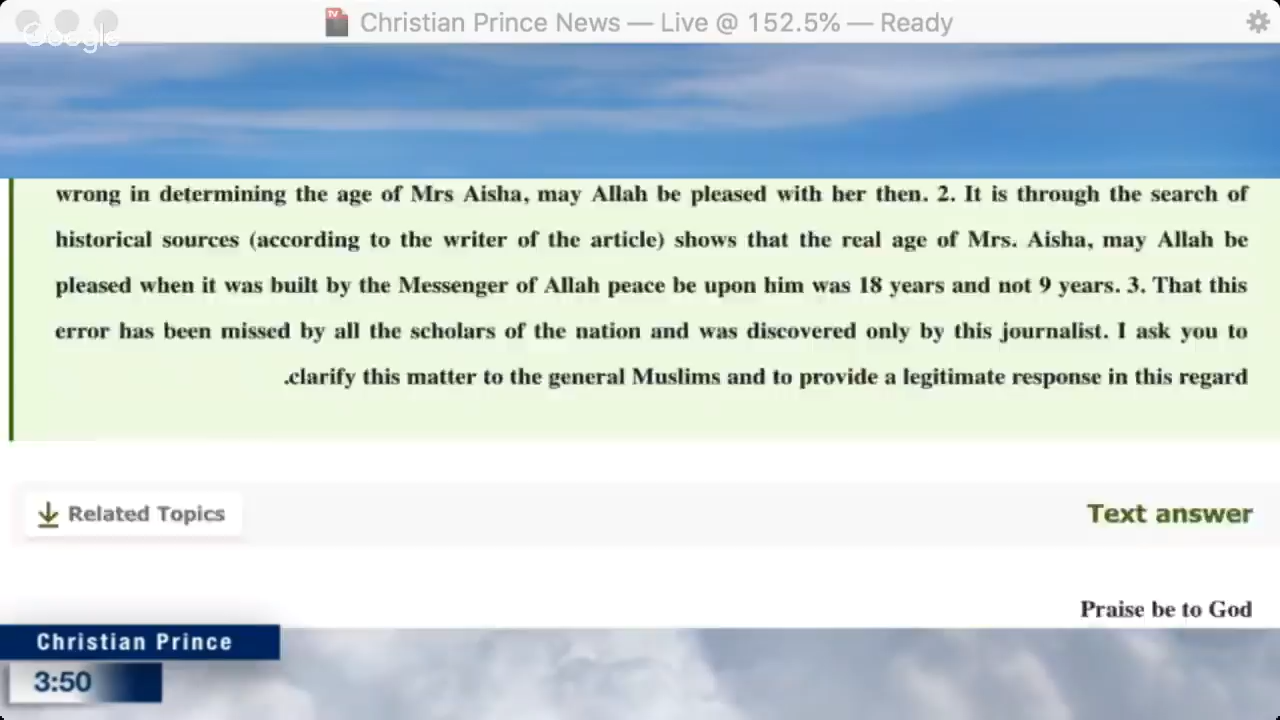 Christian Prince News — Live @ 152.5% — Ready
Google
wrong in determining the age of Mrs Aisha, may Allah be pleased with her then. 2. It is through the search of
historical sources (according to the writer of the article) shows that the real age of Mrs. Aisha, may Allah be
pleased when it was built by the Messenger of Allah peace be upon him was 18 years and not 9 years. 3. That this
error has been missed by all the scholars of the nation and was discovered only by this journalist. I ask you to
.clarify this matter to the general Muslims and to provide a legitimate response in this regard
Related Topics
Text answer
Praise be to God
Christian Prince
3:50